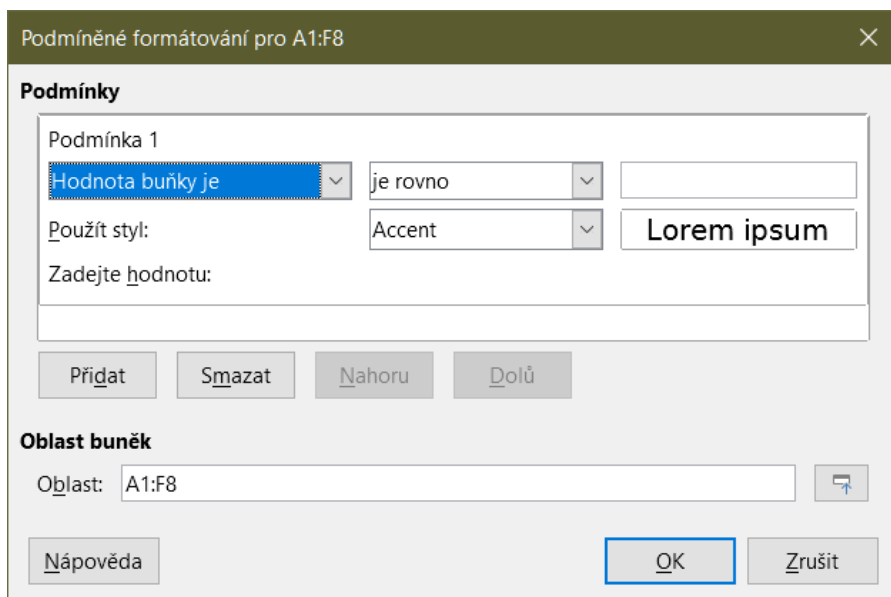 Podmíněné formátování pro A1:F8
Podmínky
Podmínka 1
Hodnota buňky je je rovno
Použít styl: Accent Lorem ipsum
Zadejte hodnotu:
Přidat Smazat Nahoru Dolů
Oblast buněk
Oblast: A1:F8
Nápověda OK Zrušit